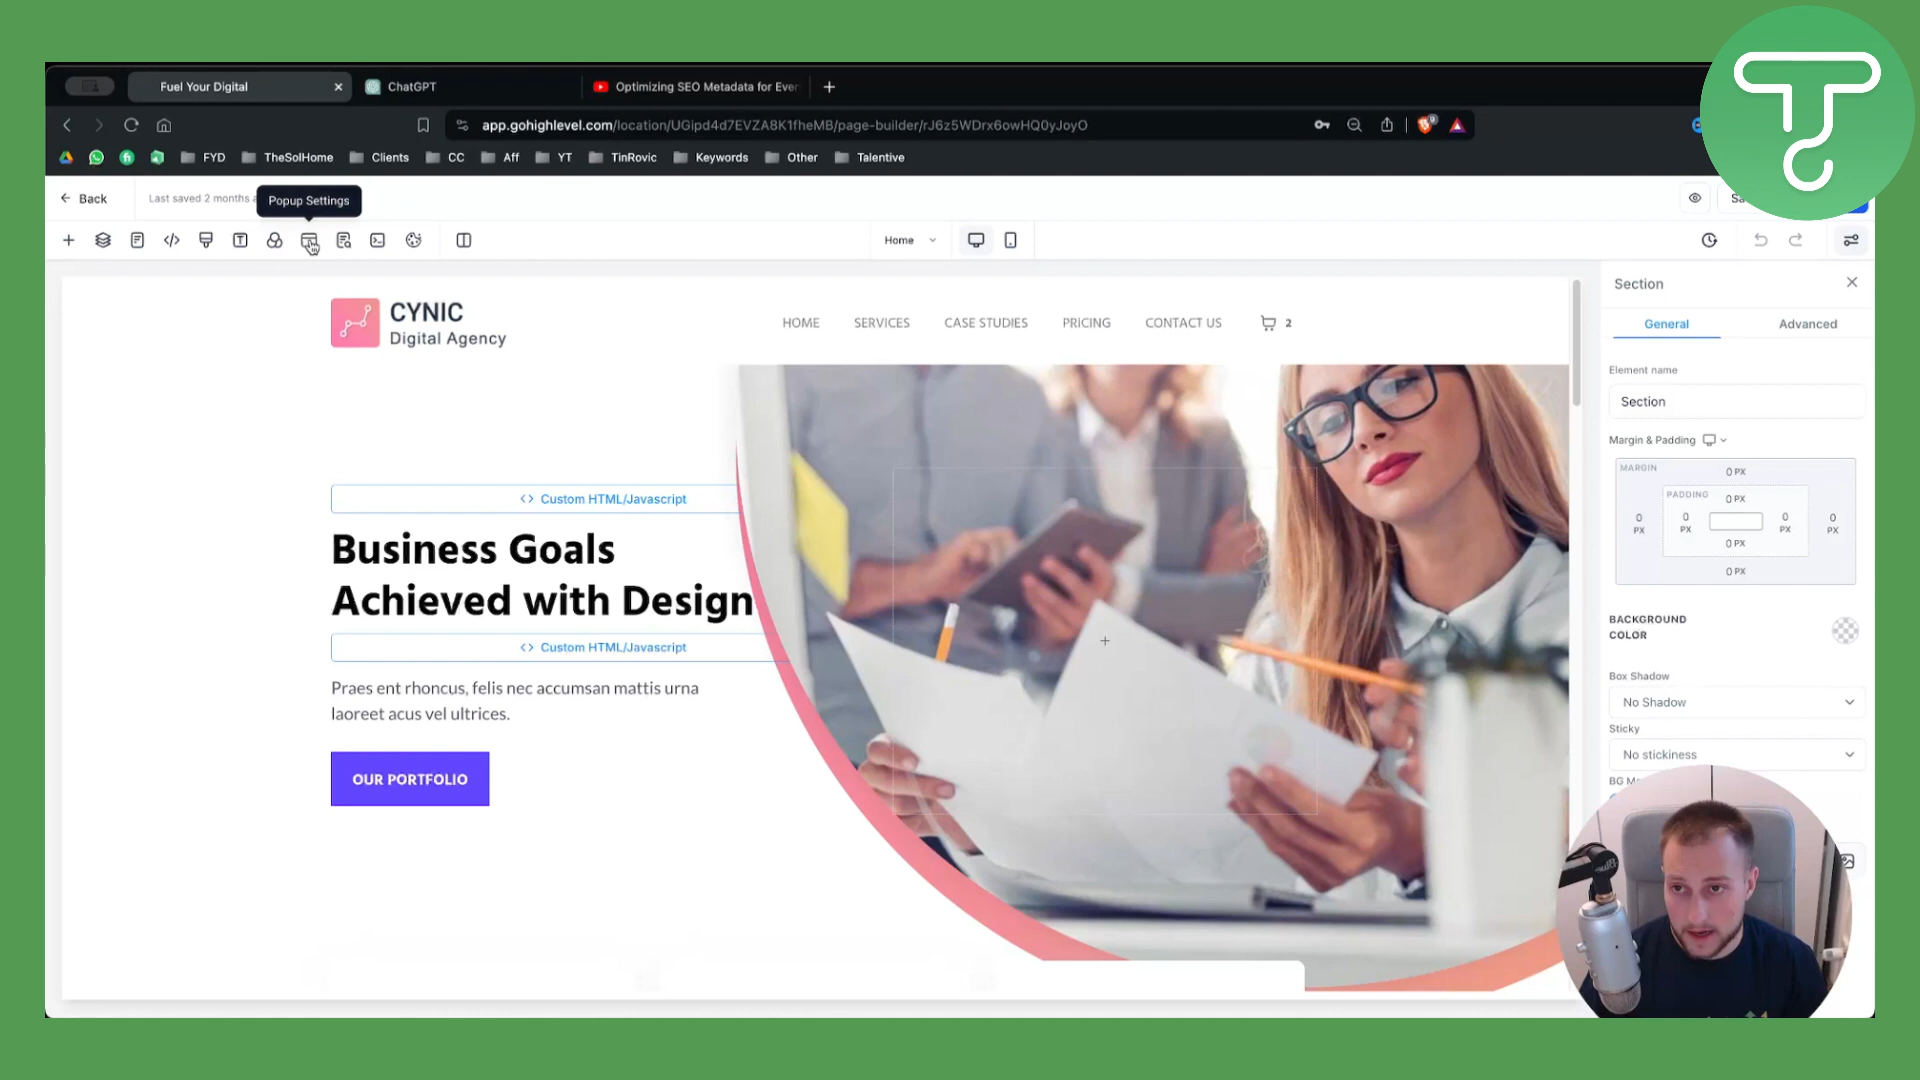 Fuel Your Digital
ChatGPT
Optimizing SEO Metadata for Ever
app.gohighlevel.com/location/UGipd4d7EVZA8K1fheMB/page-builder/rJ6z5WDrx6owHQ0yJoyO
FYD
TheSolHome
Clients
CC
Aff
YT
TinRovic
Keywords
Other
Talentive
Back
Last saved 2 months
Popup Settings
Home
CYNIC
Digital Agency
HOME
SERVICES
CASE STUDIES
PRICING
CONTACT US
2
Custom HTML/Javascript
Business Goals
Achieved with Design
Custom HTML/Javascript
Praes ent rhoncus, felis nec accumsan mattis urna
laoreet acus vel ultrices.
OUR PORTFOLIO
Section
General
Advanced
Element name
Section
Margin & Padding
MARGIN
0 PX
PADDING
0 PX
0 PX
0 PX
0 PX
0 PX
0 PX
0 PX
BACKGROUND
COLOR
Box Shadow
No Shadow
Sticky
No stickiness